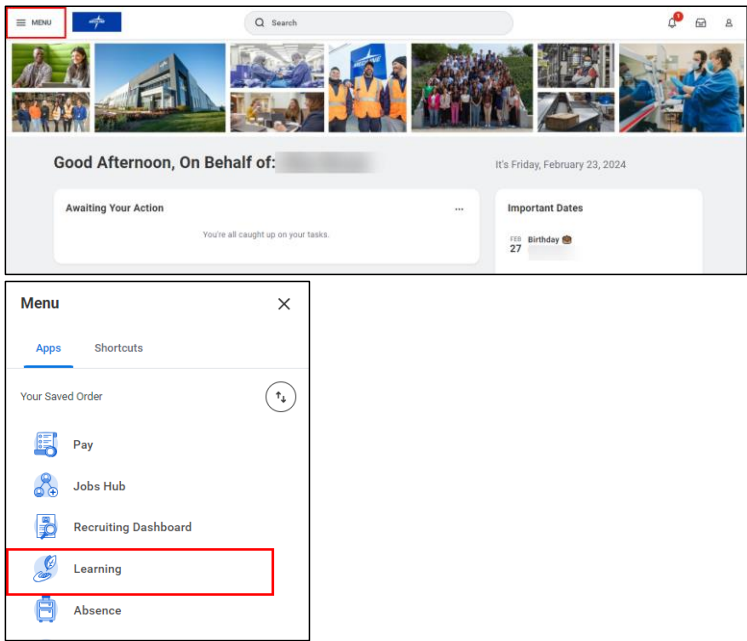 MENU
Search
1
Good Afternoon, On Behalf of:
It's Friday, February 23, 2024
Awaiting Your Action
...
Important Dates
You're all caught up on your tasks.
FEB
27
Birthday
Menu
Apps
Shortcuts
Your Saved Order
Pay
Jobs Hub
Recruiting Dashboard
Learning
Absence